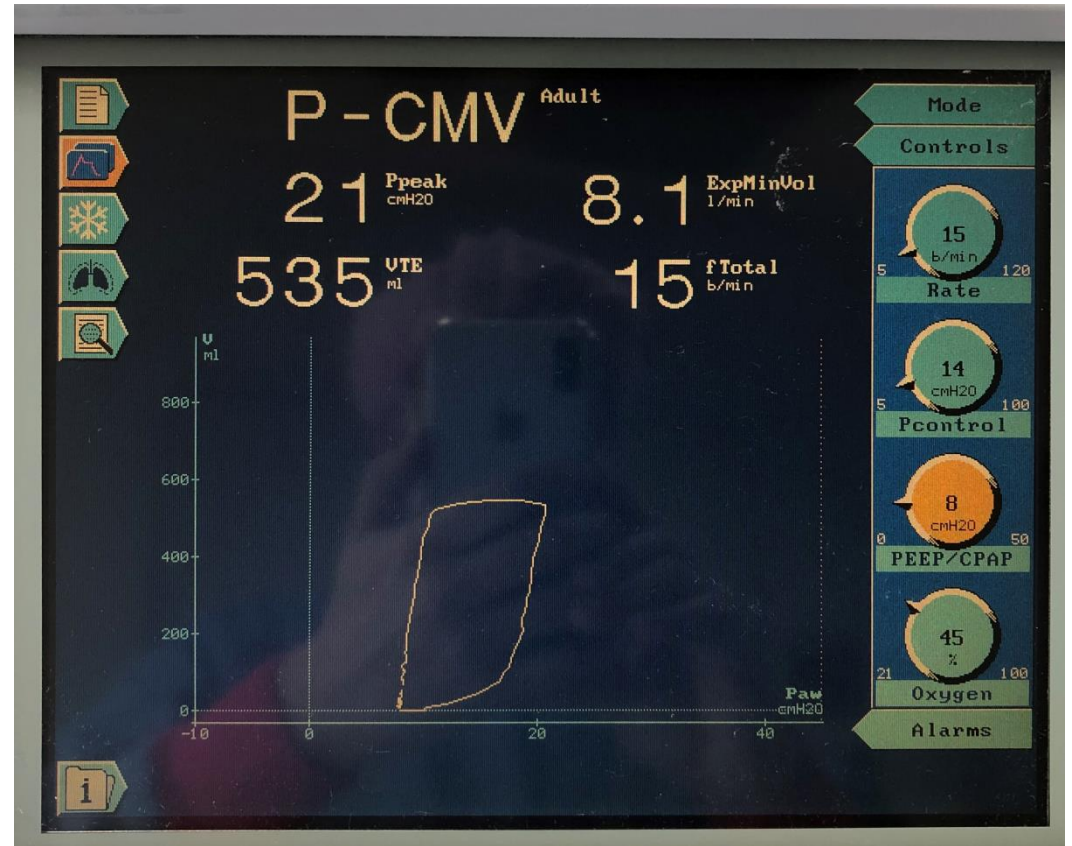 P-CMV Adult
21 Ppeak cmH2O
8.1 ExpMinVol l/min
535 VTE ml
15 fTotal b/min
V
ml
800
600
400
200
0
-10 0 20 40
Paw
cmH2O
i
Mode
Controls
15
b/min
5 120
Rate
14
cmH2O
5 100
Pcontrol
8
cmH2O
0 50
PEEP/CPAP
45
%
21 100
Oxygen
Alarms